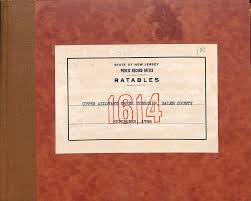 STATE OF NEW JERSEY
PUBLIC RECORD OFFICE
RATABLES
UPPER ALLOWAYS CREEK TOWNSHIP, SALEM COUNTY
1614